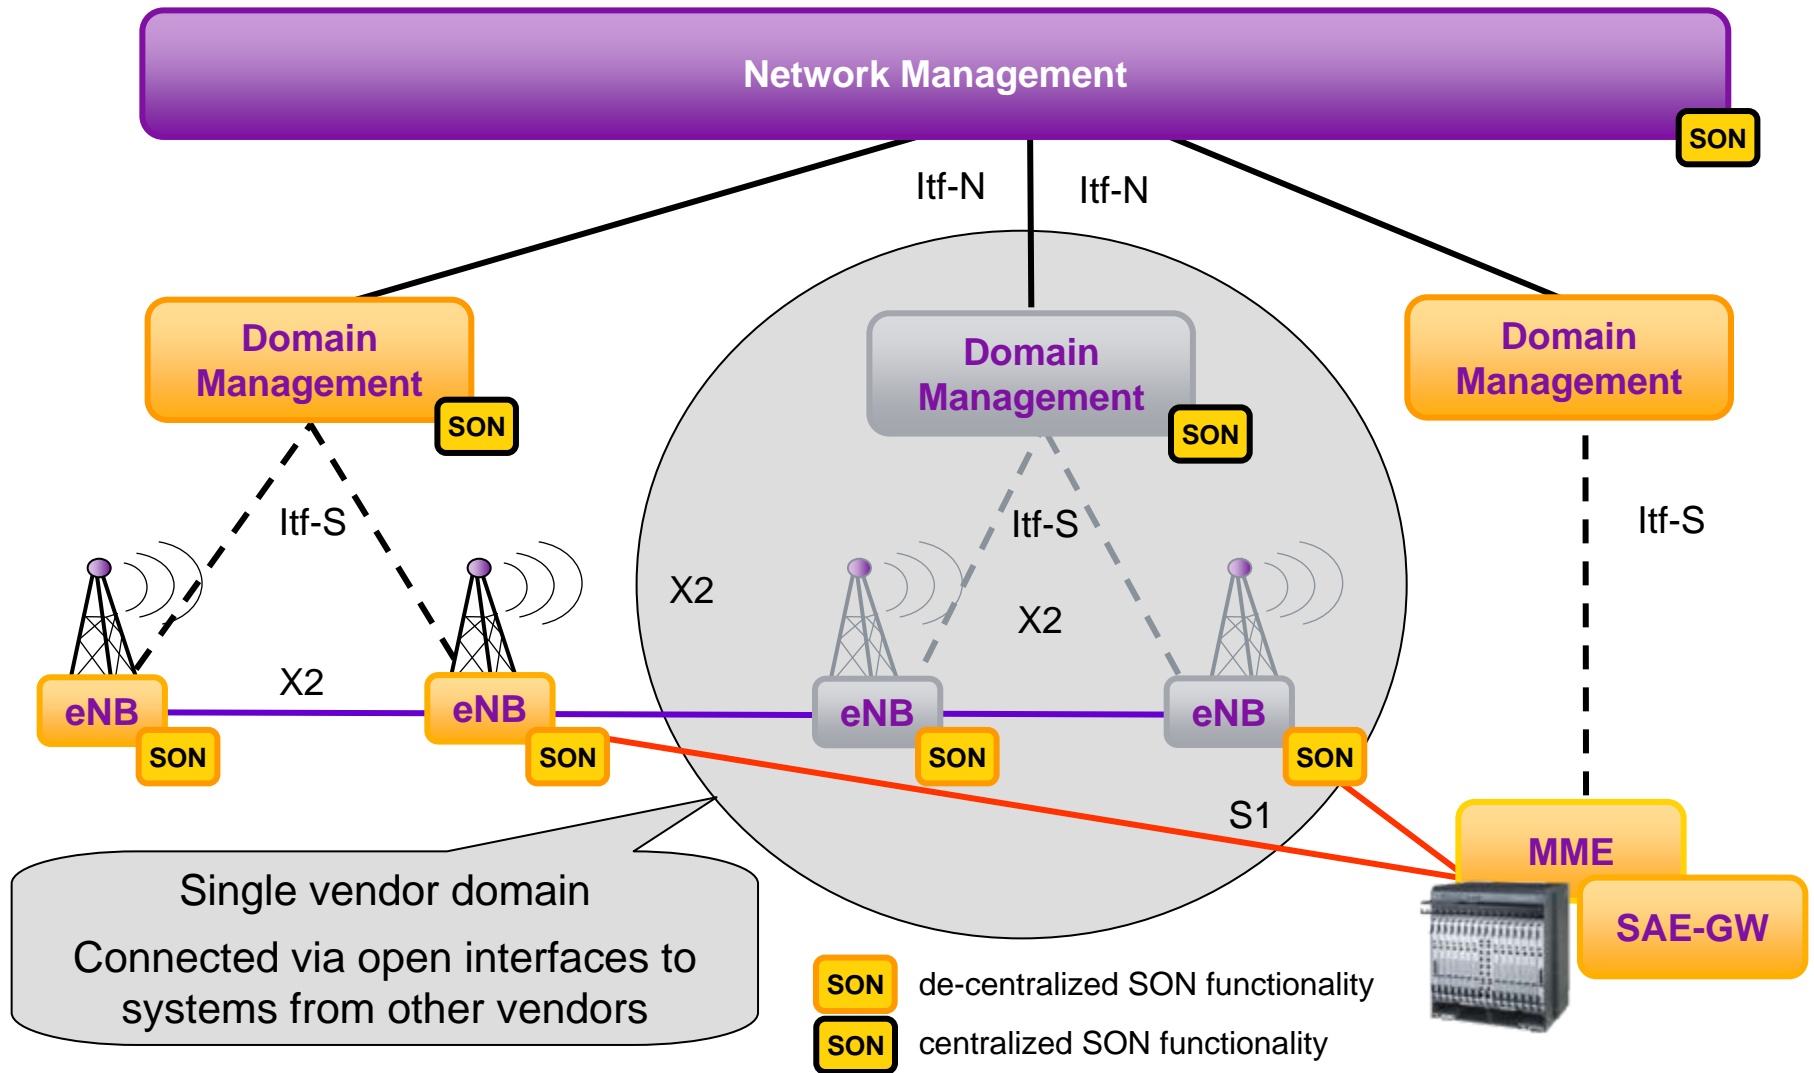 Network Management
SON
Itf-N
Itf-N
Domain
Management
SON
Domain
Management
SON
Domain
Management
Itf-S
Itf-S
Itf-S
X2
X2
X2
eNB
SON
eNB
SON
eNB
SON
eNB
SON
S1
MME
SAE-GW
Single vendor domain
Connected via open interfaces to
systems from other vendors
SON de-centralized SON functionality
SON centralized SON functionality